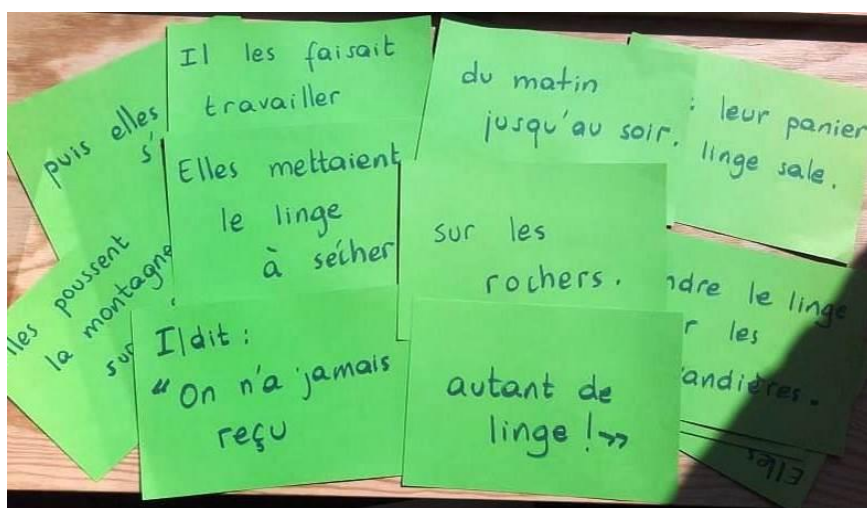 puis elles
s'
Il les faisait
travailler
du matin
jusqu'au soir.
: leur panier
linge sale.
Elles mettaient
le linge
à sécher
sur les
rochers.
lles poussent
la montagne
sur
Il dit :
"On n'a jamais
reçu
autant de
linge !»
ndre le linge
r les
andières.
Elles